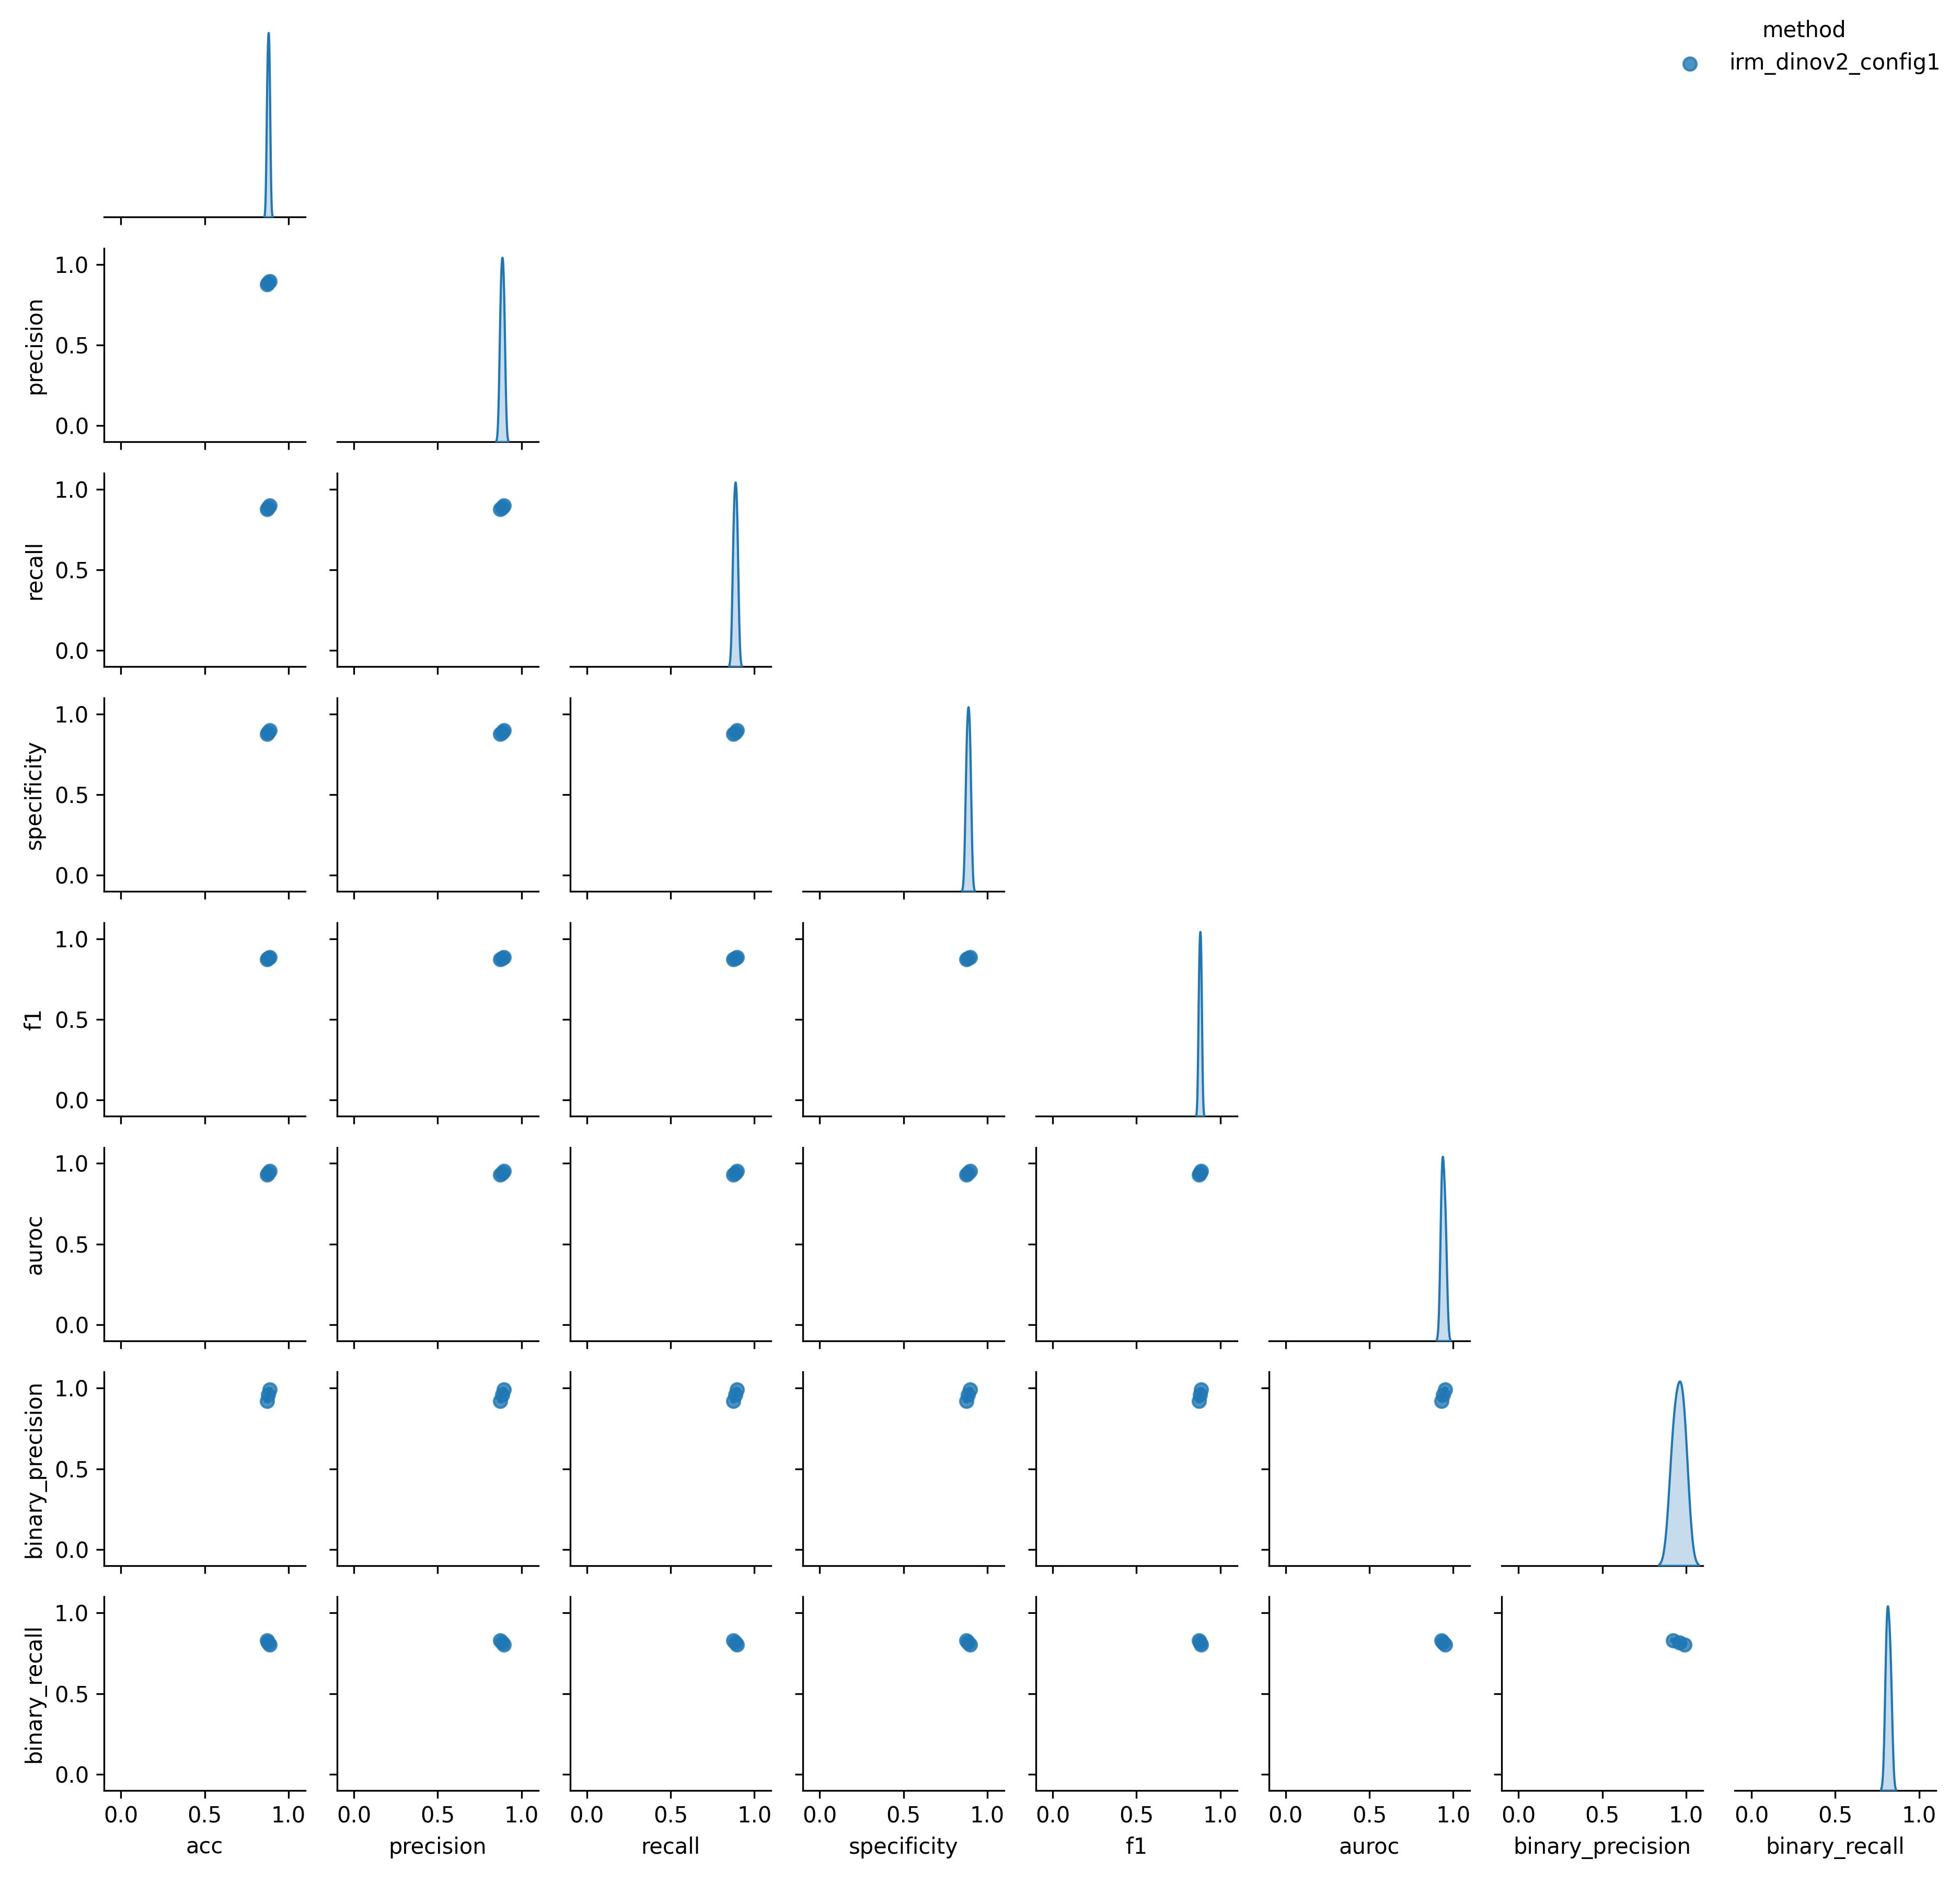 method
irm_dinov2_config1
precision
1.0
0.5
0.0
recall
1.0
0.5
0.0
specificity
1.0
0.5
0.0
f1
1.0
0.5
0.0
auroc
1.0
0.5
0.0
binary_precision
1.0
0.5
0.0
binary_recall
1.0
0.5
0.0
0.0 0.5 1.0 0.0 0.5 1.0 0.0 0.5 1.0 0.0 0.5 1.0 0.0 0.5 1.0 0.0 0.5 1.0 0.0 0.5 1.0 0.0 0.5 1.0
acc precision recall specificity f1 auroc binary_precision binary_recall